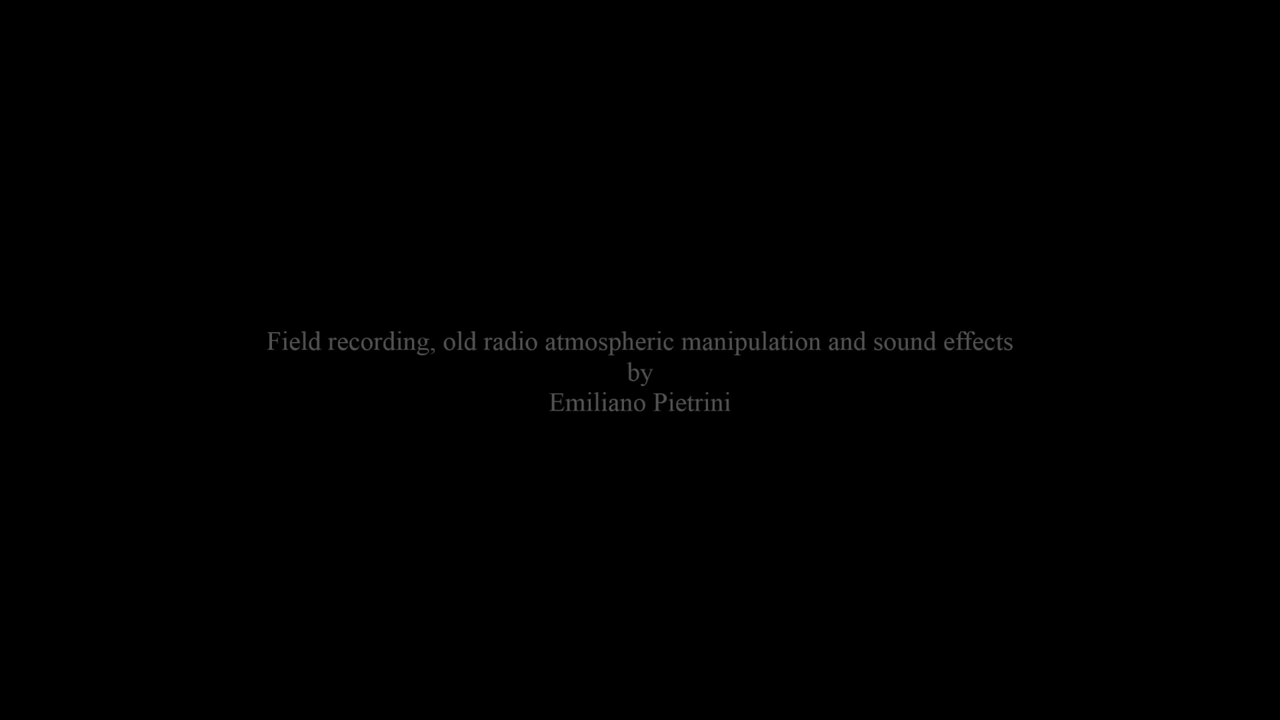 Field recording, old radio atmospheric manipulation and sound effects
by
Emiliano Pietrini